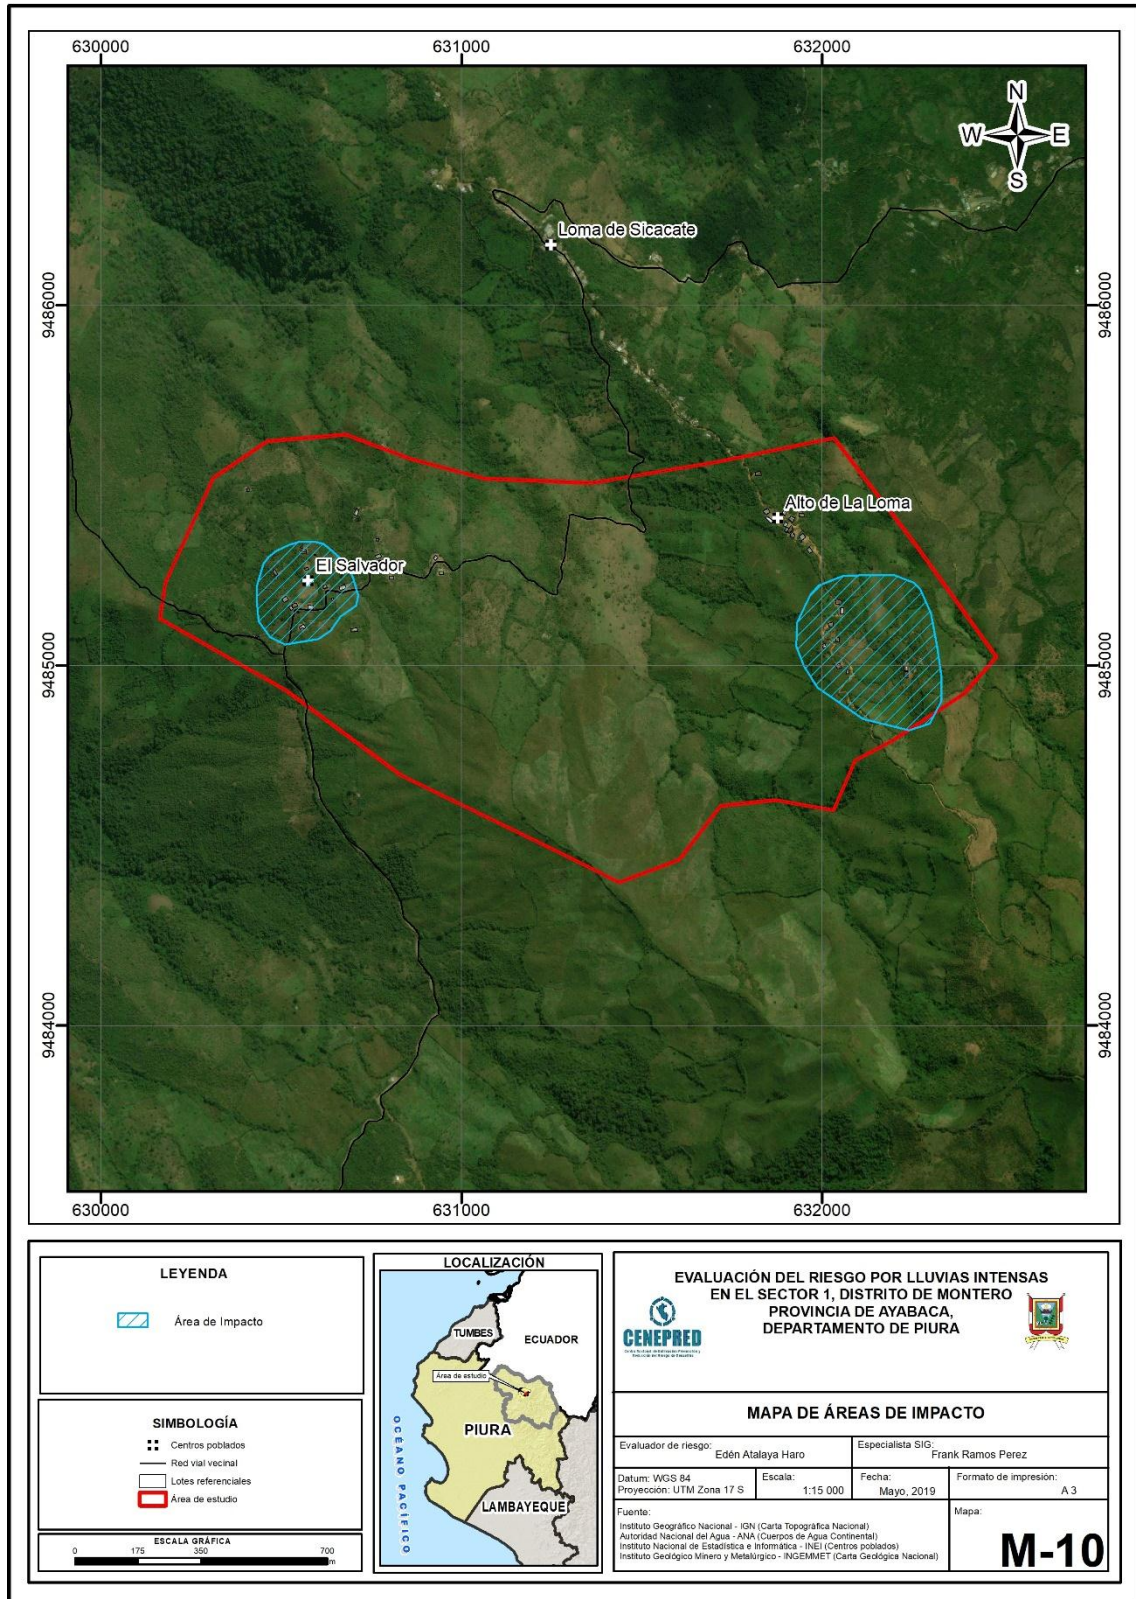 630000
631000
632000
N
W
E
S
Loma de Sicacate
9486000
9486000
Alto de La Loma
El Salvador
9485000
9485000
9484000
9484000
630000
631000
632000
LEYENDA
Área de Impacto
SIMBOLOGÍA
Centros poblados
Red vial vecinal
Lotes referenciales
Área de estudio
ESCALA GRÁFICA
0 175 350 700
m
LOCALIZACIÓN
TUMBES
ECUADOR
Área de estudio
PIURA
OCÉANO PACÍFICO
LAMBAYEQUE
EVALUACIÓN DEL RIESGO POR LLUVIAS INTENSAS
EN EL SECTOR 1, DISTRITO DE MONTERO
PROVINCIA DE AYABACA,
DEPARTAMENTO DE PIURA
CENEPRED
MAPA DE ÁREAS DE IMPACTO
Evaluador de riesgo:
Edén Atalaya Haro
Especialista SIG:
Frank Ramos Perez
Datum: WGS 84
Proyección: UTM Zona 17 S
Escala:
1:15 000
Fecha:
Mayo, 2019
Formato de impresión:
A 3
Fuente:
Instituto Geográfico Nacional - IGN (Carta Topográfica Nacional)
Autoridad Nacional del Agua - ANA (Cuerpos de Agua Continental)
Instituto Nacional de Estadística e Informática - INEI (Centros poblados)
Instituto Geológico Minero y Metalúrgico - INGEMMET (Carta Geológica Nacional)
Mapa:
M-10